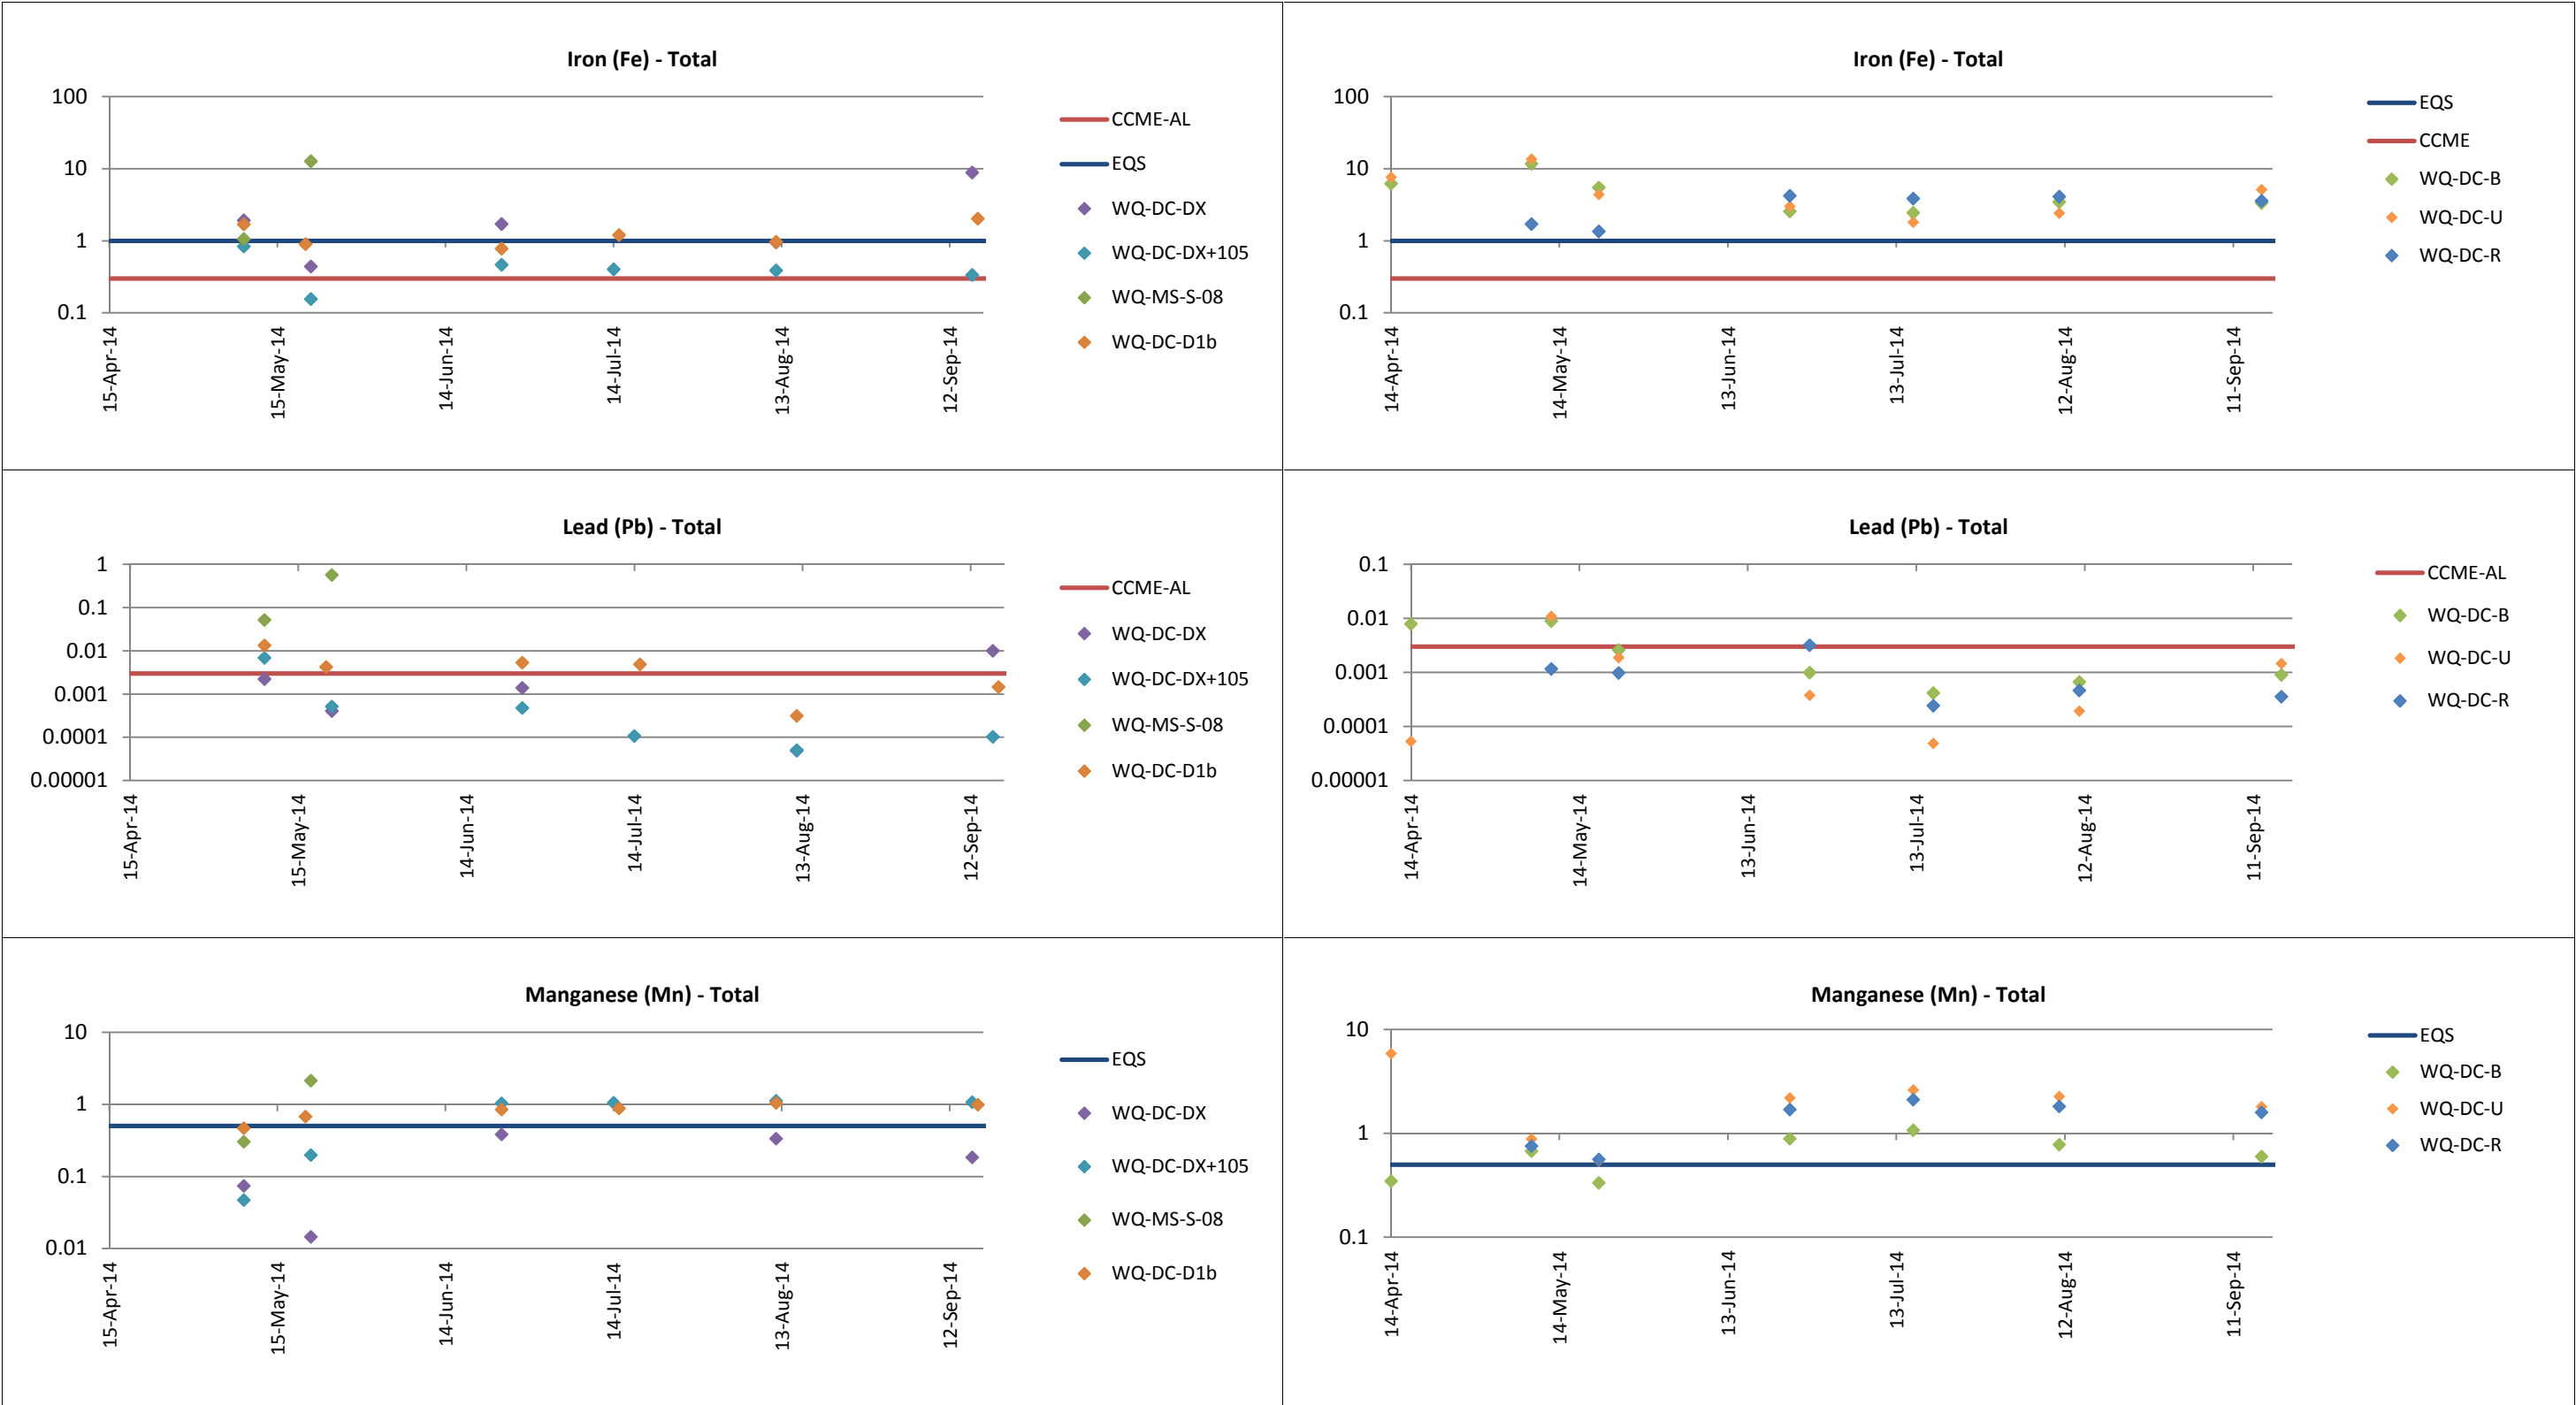 Iron (Fe) - Total
100
10
1
0.1
15-Apr-14
15-May-14
14-Jun-14
14-Jul-14
13-Aug-14
12-Sep-14
CCME-AL
EQS
WQ-DC-DX
WQ-DC-DX+105
WQ-MS-S-08
WQ-DC-D1b
Iron (Fe) - Total
100
10
1
0.1
14-Apr-14
14-May-14
13-Jun-14
13-Jul-14
12-Aug-14
11-Sep-14
EQS
CCME
WQ-DC-B
WQ-DC-U
WQ-DC-R
Lead (Pb) - Total
1
0.1
0.01
0.001
0.0001
0.00001
15-Apr-14
15-May-14
14-Jun-14
14-Jul-14
13-Aug-14
12-Sep-14
CCME-AL
WQ-DC-DX
WQ-DC-DX+105
WQ-MS-S-08
WQ-DC-D1b
Lead (Pb) - Total
0.1
0.01
0.001
0.0001
0.00001
14-Apr-14
14-May-14
13-Jun-14
13-Jul-14
12-Aug-14
11-Sep-14
CCME-AL
WQ-DC-B
WQ-DC-U
WQ-DC-R
Manganese (Mn) - Total
10
1
0.1
0.01
15-Apr-14
15-May-14
14-Jun-14
14-Jul-14
13-Aug-14
12-Sep-14
EQS
WQ-DC-DX
WQ-DC-DX+105
WQ-MS-S-08
WQ-DC-D1b
Manganese (Mn) - Total
10
1
0.1
14-Apr-14
14-May-14
13-Jun-14
13-Jul-14
12-Aug-14
11-Sep-14
EQS
WQ-DC-B
WQ-DC-U
WQ-DC-R